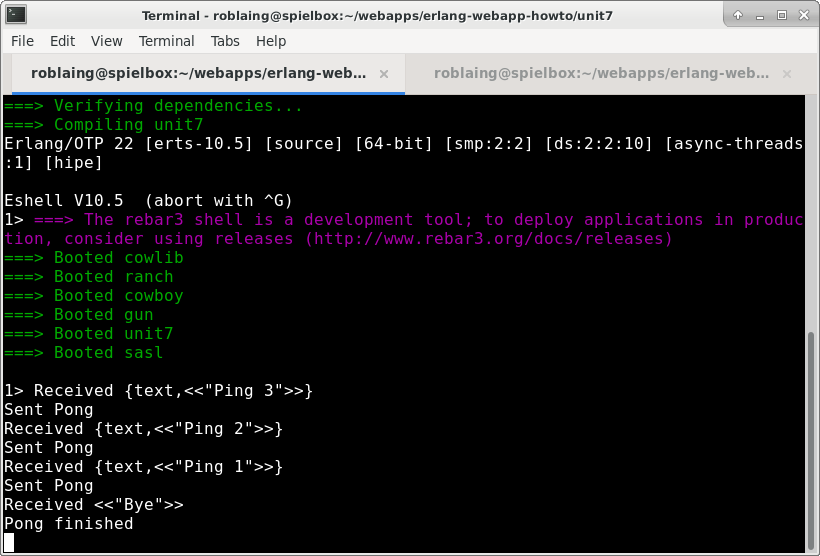 Terminal - roblaing@spielbox:~/webapps/erlang-webapp-howto/unit7
File Edit View Terminal Tabs Help
roblaing@spielbox:~/webapps/erlang-web... × roblaing@spielbox:~/webapps/erlang-web... ×
===> Verifying dependencies...
===> Compiling unit7
Erlang/OTP 22 [erts-10.5] [source] [64-bit] [smp:2:2] [ds:2:2:10] [async-threads
:1] [hipe]
Eshell V10.5  (abort with ^G)
1> ===> The rebar3 shell is a development tool; to deploy applications in produc
tion, consider using releases (http://www.rebar3.org/docs/releases)
===> Booted cowlib
===> Booted ranch
===> Booted cowboy
===> Booted gun
===> Booted unit7
===> Booted sasl
1> Received {text,<<"Ping 3">>}
Sent Pong
Received {text,<<"Ping 2">>}
Sent Pong
Received {text,<<"Ping 1">>}
Sent Pong
Received <<"Bye">>
Pong finished